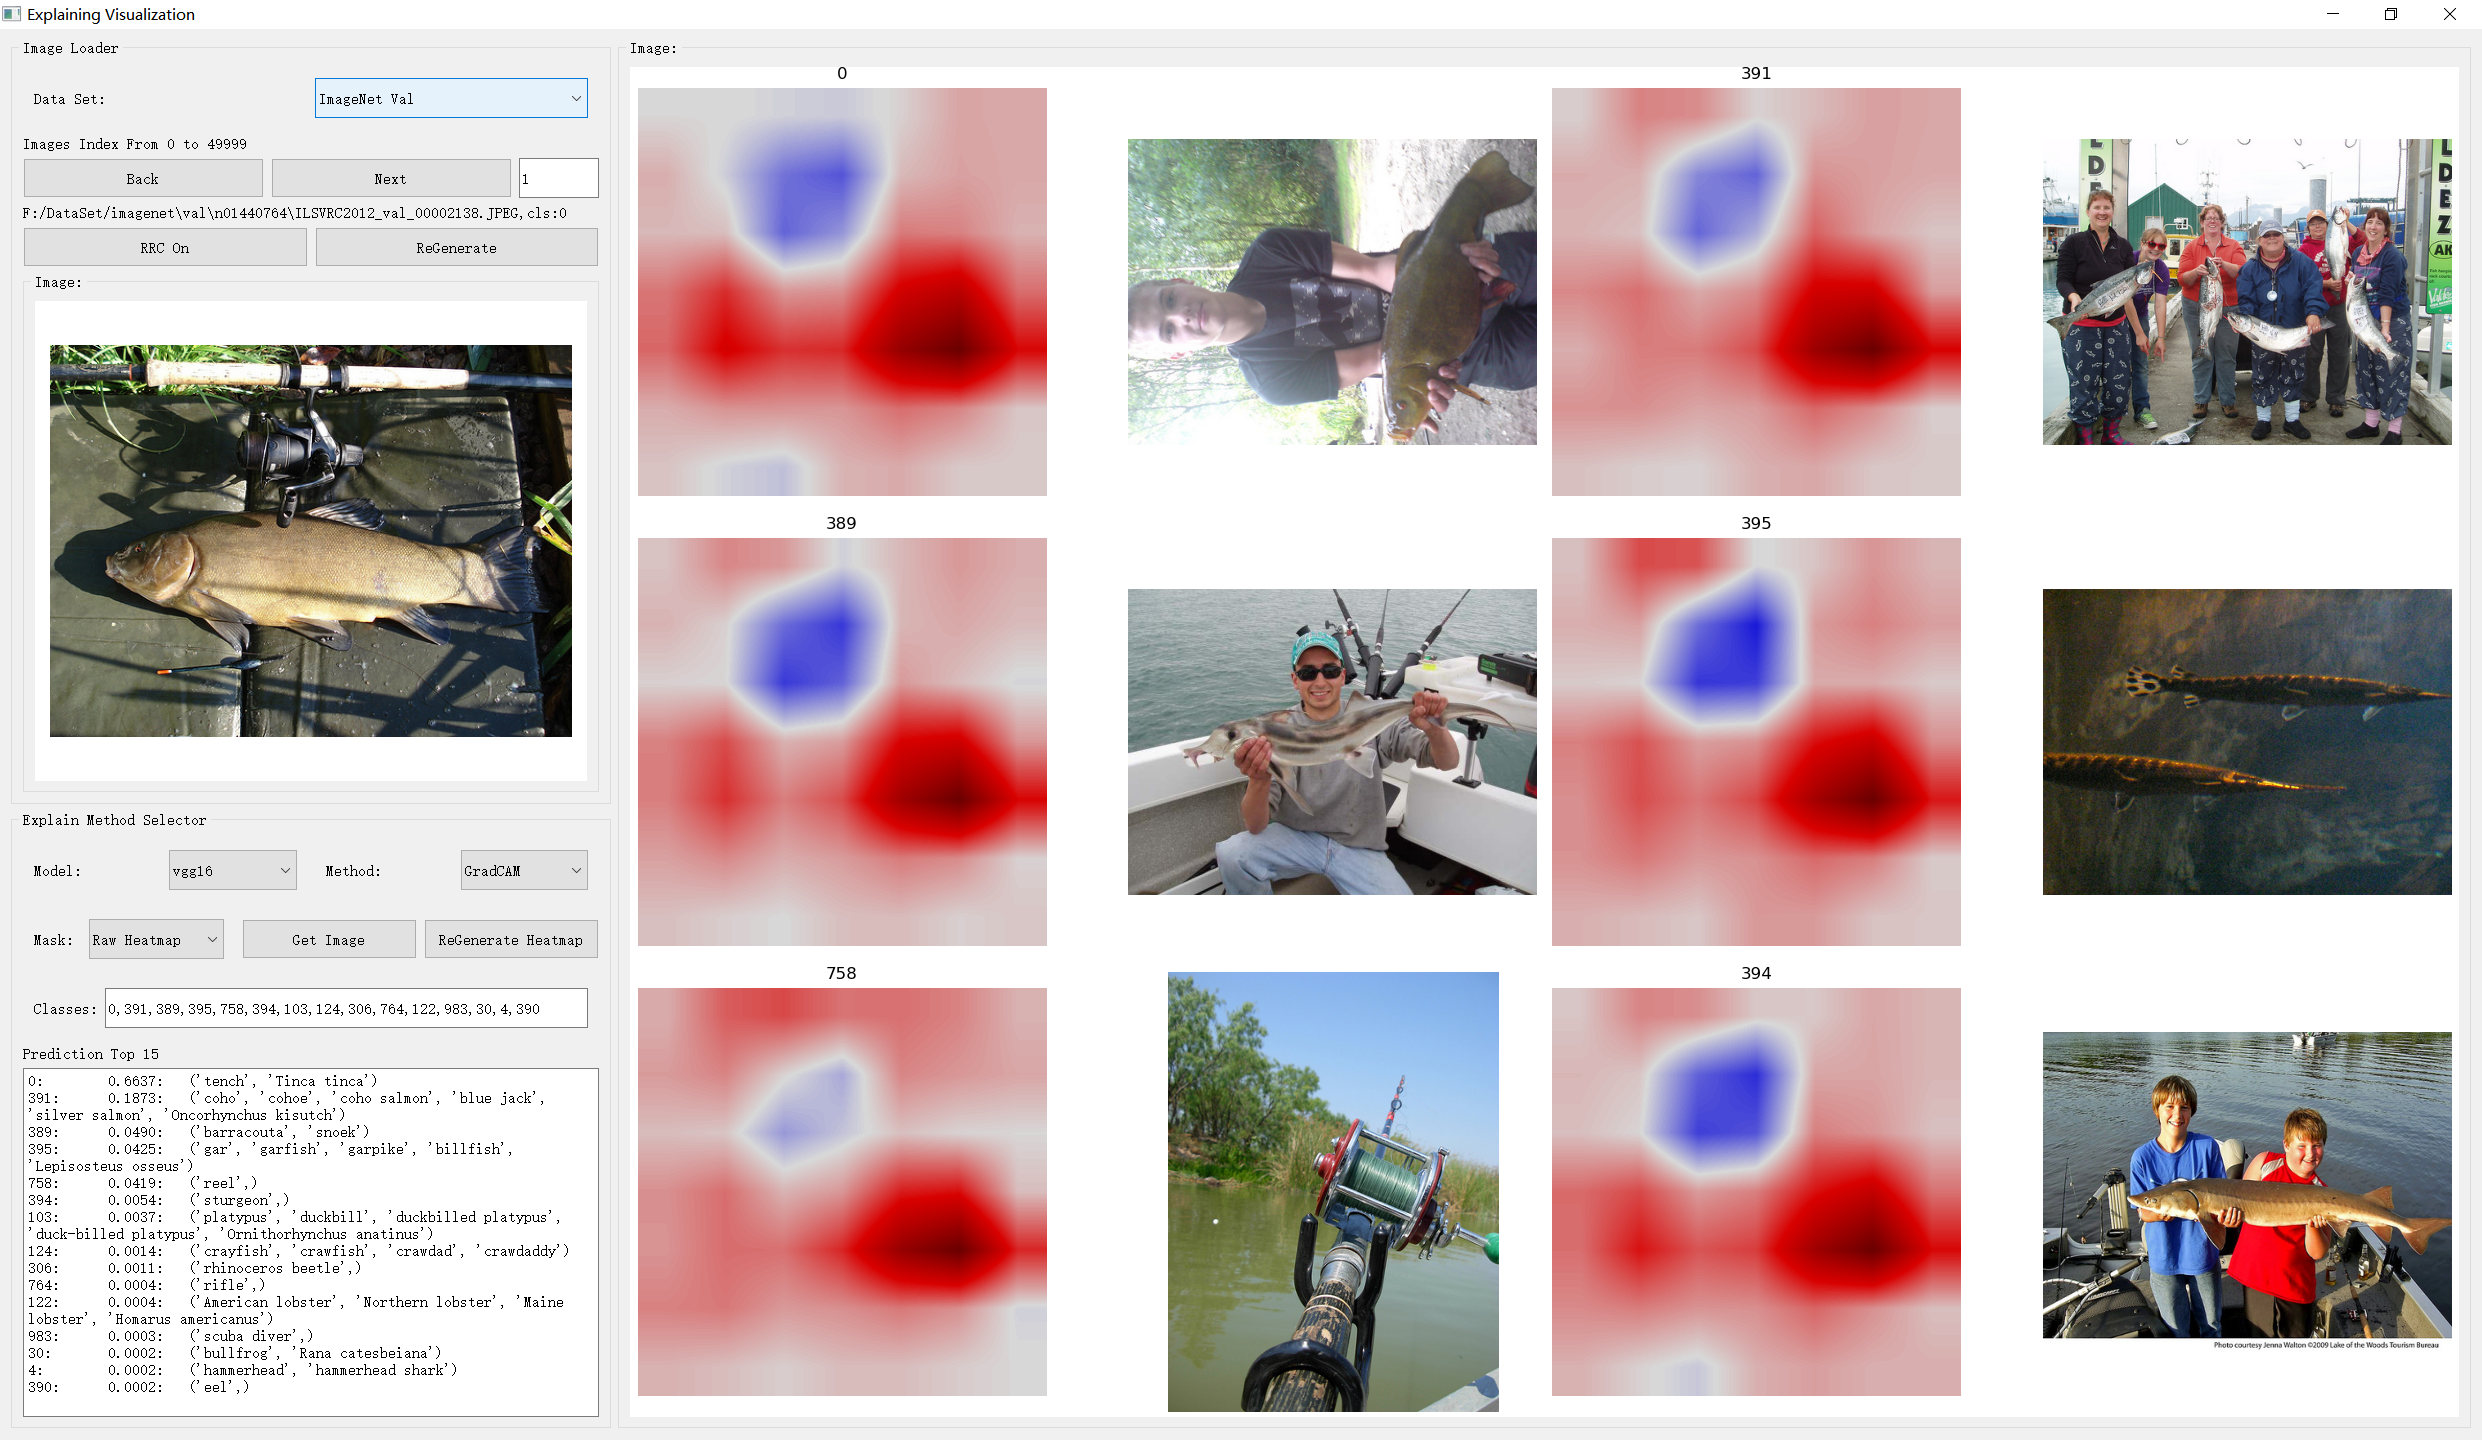 Explaining Visualization
Image Loader
Data Set:
ImageNet Val
Images Index From 0 to 49999
Back
Next
1
F:/DataSet/imagenet\val\n01440764\ILSVRC2012_val_00002138.JPEG,cls:0
RRC On
ReGenerate
Image:
Explain Method Selector
Model:
vgg16
Method:
GradCAM
Mask:
Raw Heatmap
Get Image
ReGenerate Heatmap
Classes:
0,391,389,395,758,394,103,124,306,764,122,983,30,4,390
Prediction Top 15
0: 0.6637: ('tench', 'Tinca tinca')
391: 0.1873: ('coho', 'cohoe', 'coho salmon', 'blue jack',
'silver salmon', 'Oncorhynchus kisutch')
389: 0.0490: ('barracouta', 'snoek')
395: 0.0425: ('gar', 'garfish', 'garpike', 'billfish',
'Lepisosteus osseus')
758: 0.0419: ('reel',)
394: 0.0054: ('sturgeon',)
103: 0.0037: ('platypus', 'duckbill', 'duckbilled platypus',
'duck-billed platypus', 'Ornithorhynchus anatinus')
124: 0.0014: ('crayfish', 'crawfish', 'crawdad', 'crawdaddy')
306: 0.0011: ('rhinoceros beetle',)
764: 0.0004: ('rifle',)
122: 0.0004: ('American lobster', 'Northern lobster', 'Maine
lobster', 'Homarus americanus')
983: 0.0003: ('scuba diver',)
30: 0.0002: ('bullfrog', 'Rana catesbeiana')
4: 0.0002: ('hammerhead', 'hammerhead shark')
390: 0.0002: ('eel',)
Image:
0
391
389
395
758
394
Photo courtesy Jenna Walton ©2009 Lake of the Woods Tourism Bureau